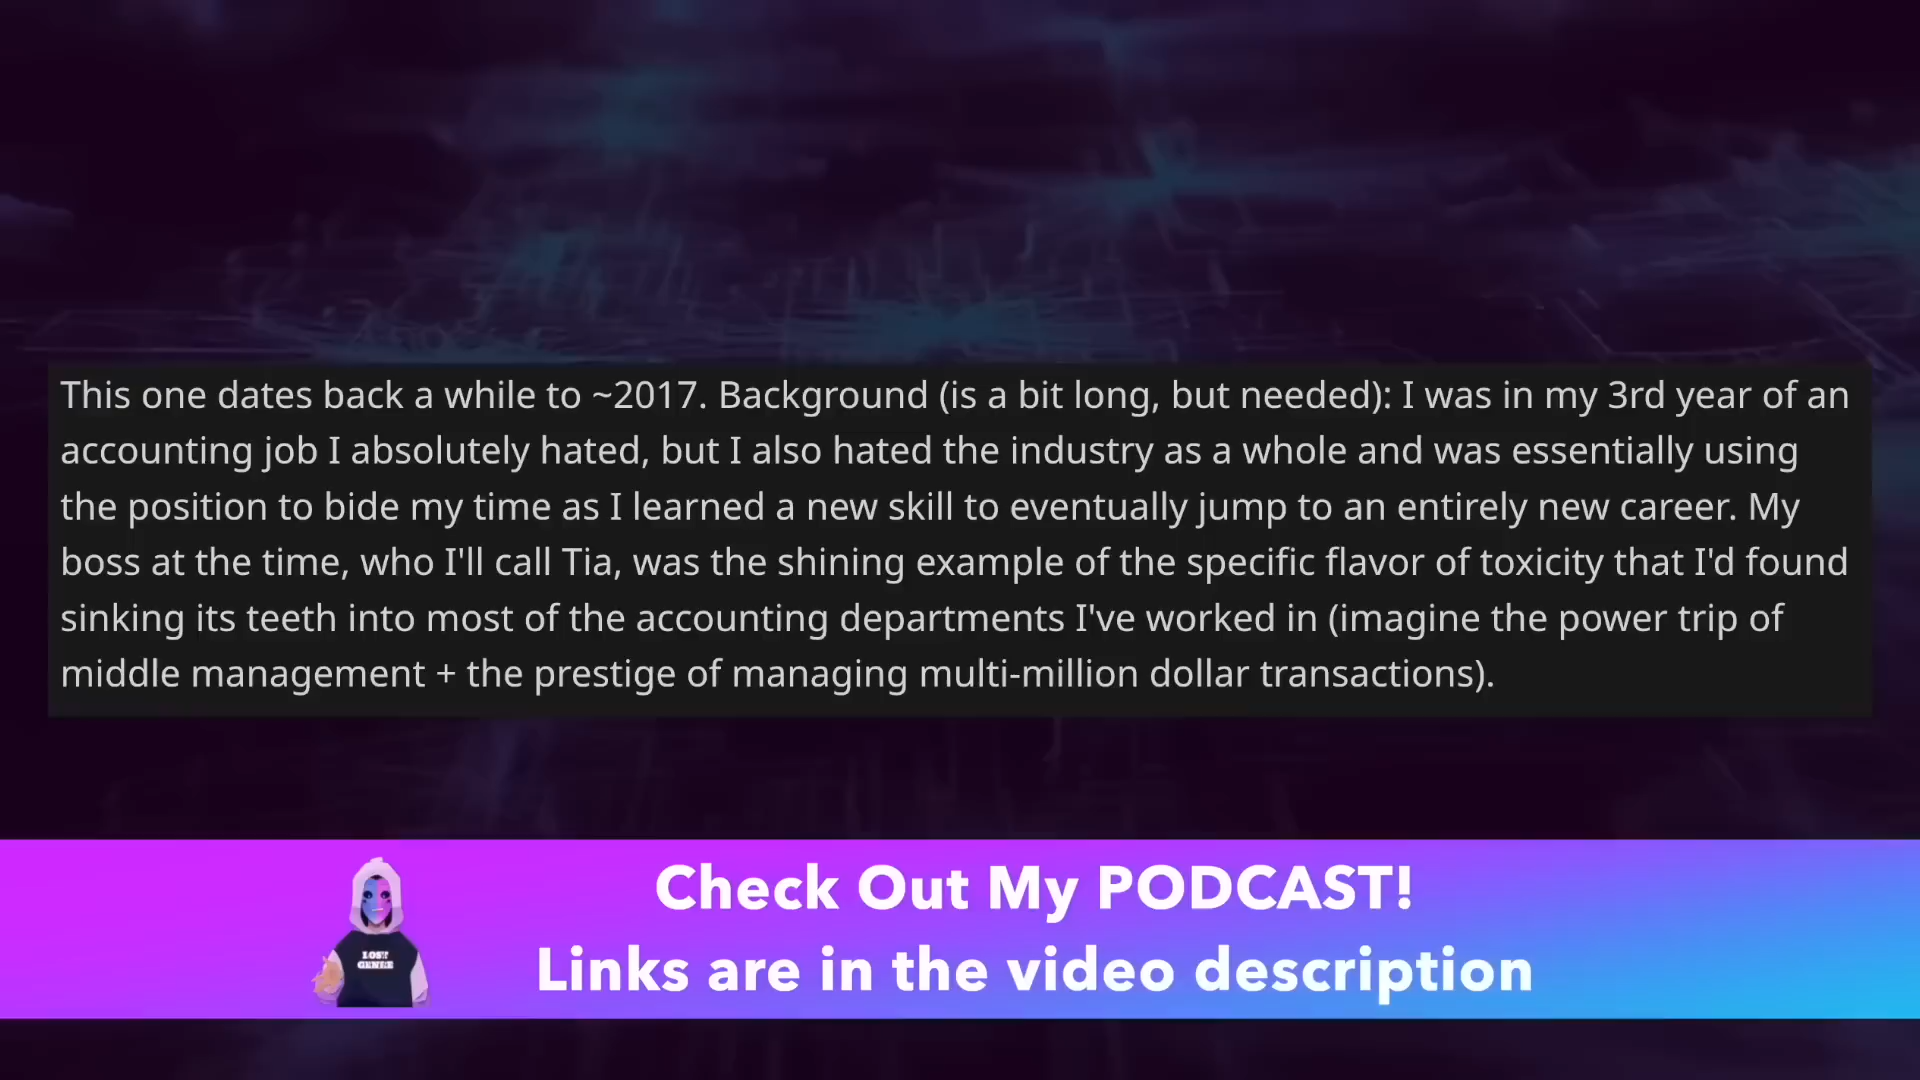 This one dates back a while to ~2017. Background (is a bit long, but needed): I was in my 3rd year of an
accounting job I absolutely hated, but I also hated the industry as a whole and was essentially using
the position to bide my time as I learned a new skill to eventually jump to an entirely new career. My
boss at the time, who I'll call Tia, was the shining example of the specific flavor of toxicity that I'd found
sinking its teeth into most of the accounting departments I've worked in (imagine the power trip of
middle management + the prestige of managing multi-million dollar transactions).
Check Out My PODCAST!
Links are in the video description
LOST
GENRE